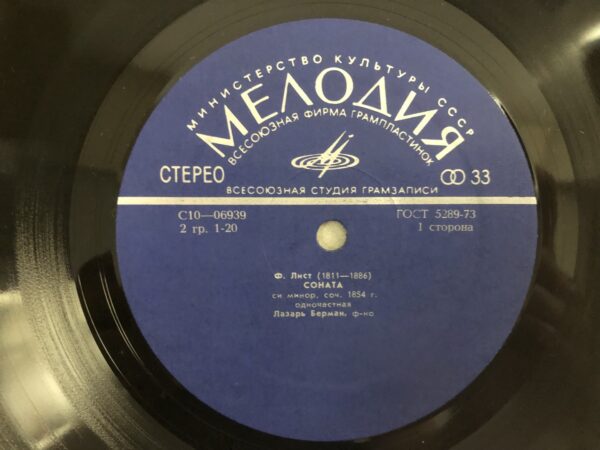 МИНИСТЕРСТВО КУЛЬТУРЫ СССР
МЕЛОДИЯ
ВСЕСОЮЗНАЯ ФИРМА ГРАМПЛАСТИНОК
СТЕРЕО
33
ВСЕСОЮЗНАЯ СТУДИЯ ГРАМЗАПИСИ
С10—06939
ГОСТ 5289-73
2 гр. 1-20
1 сторона
Ф. Лист (1811—1886)
СОНАТА
си минор, соч. 1854 г.
одночастная
Лазарь Берман, ф-но